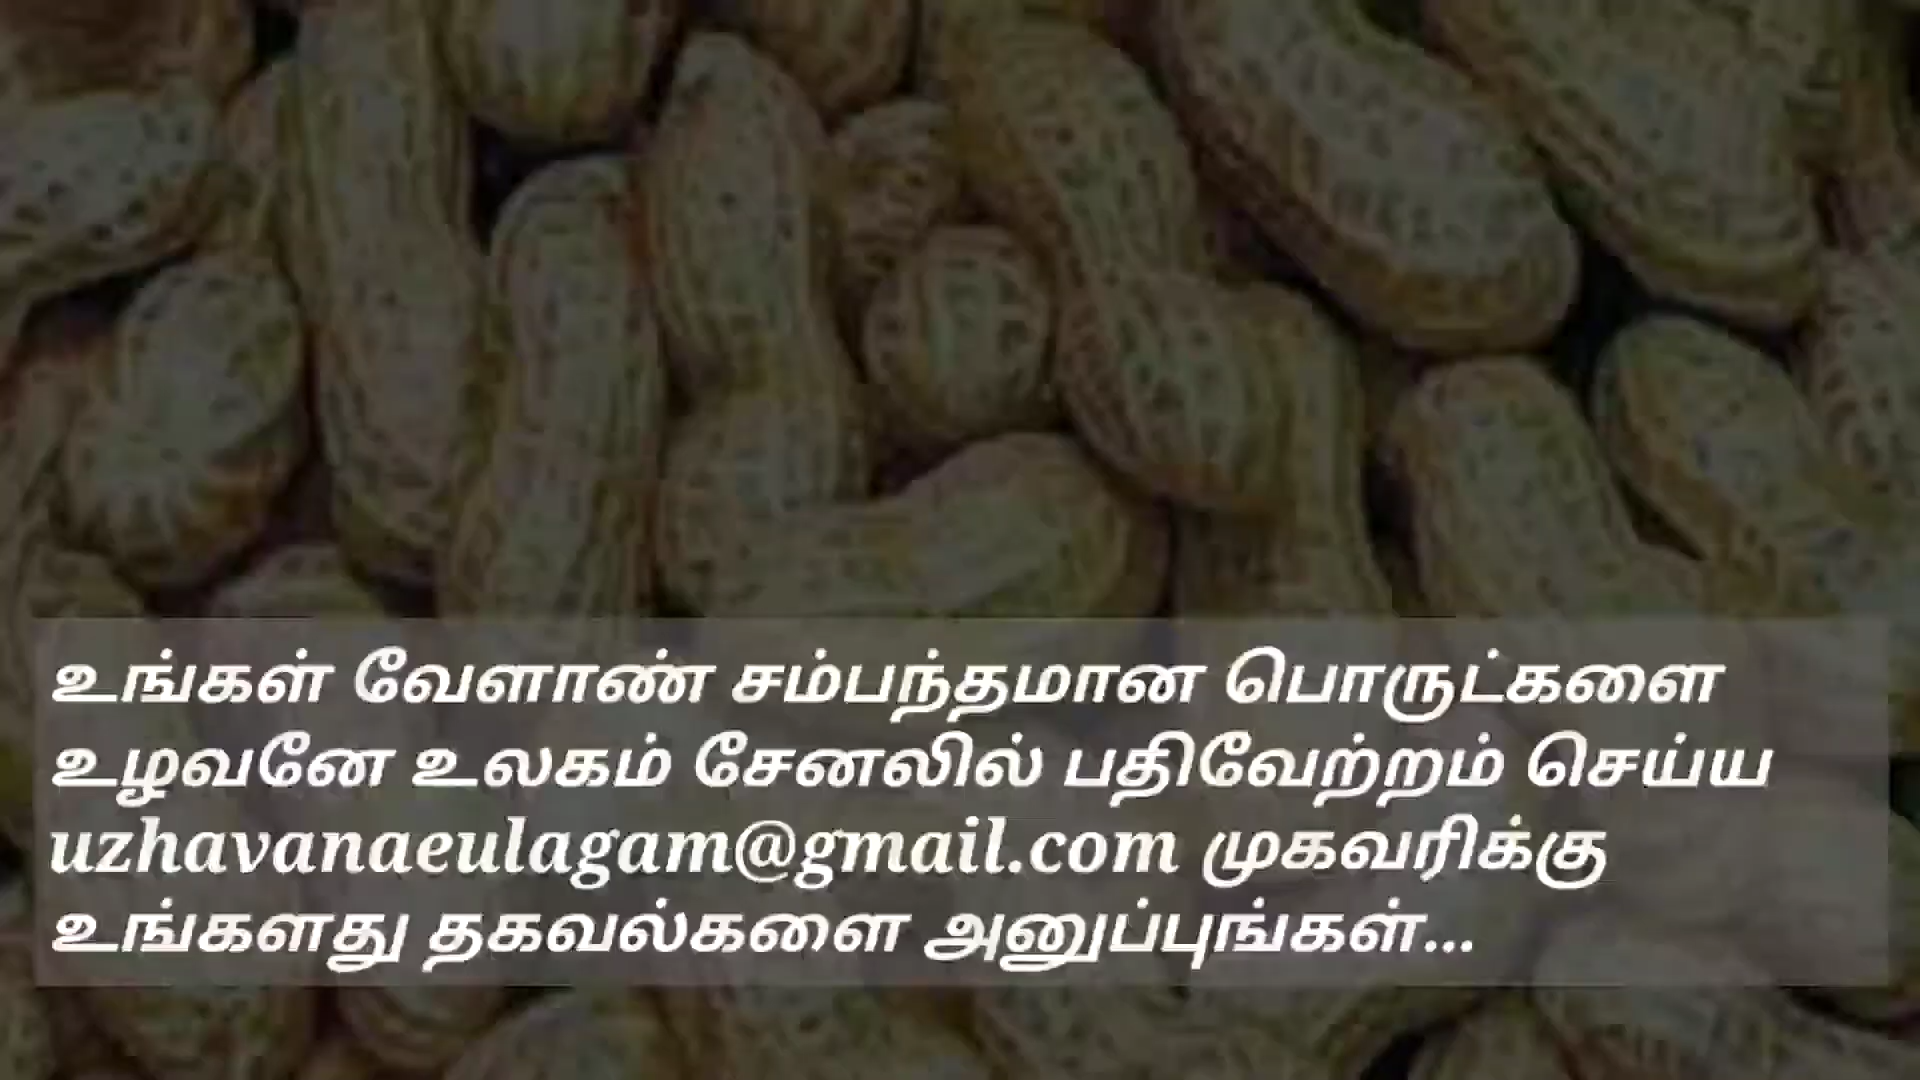 உங்கள் வேளாண் சம்பந்தமான பொருட்களை
உழவனே உலகம் சேனலில் பதிவேற்றம் செய்ய
uzhavanaeulagam@gmail.com முகவரிக்கு
உங்களது தகவல்களை அனுப்புங்கள்...